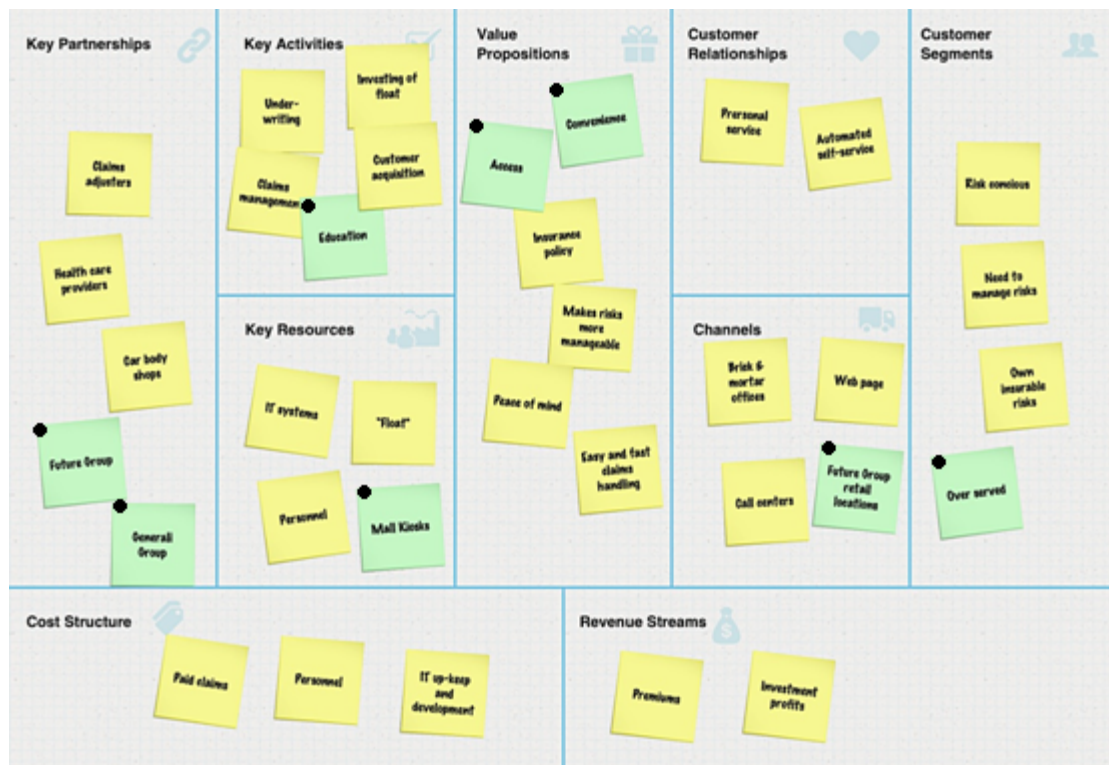 Key Partnerships
Claims
adjusters
Health care
providers
Car body
shops
Future Group
Generali
Group
Key Activities
Under-
writing
Investing of
float
Claims
management
Customer
acquisition
Education
Key Resources
IT systems
"Float"
Personnel
Mall Kiosks
Value
Propositions
Convenience
Access
Insurance
policy
Makes risks
more
manageable
Peace of mind
Easy and fast
claims
handling
Customer
Relationships
Prersonal
service
Automated
self-service
Channels
Brick &
mortar
offices
Web page
Call centers
Future Group
retail
locations
Customer
Segments
Risk concious
Need to
manage risks
Own
insurable
risks
Over served
Cost Structure
Paid claims
Personnel
IT up-keep
and
development
Revenue Streams
$
Premiums
Investment
profits